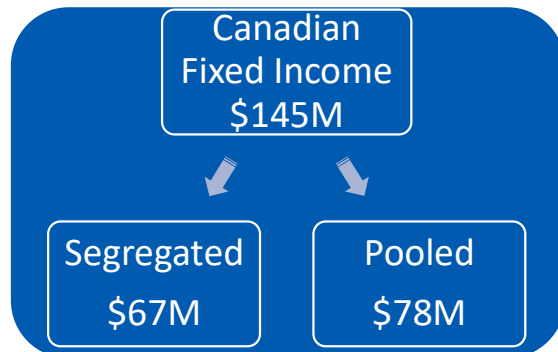 Canadian
Fixed Income
$145M
Segregated
$67M
Pooled
$78M